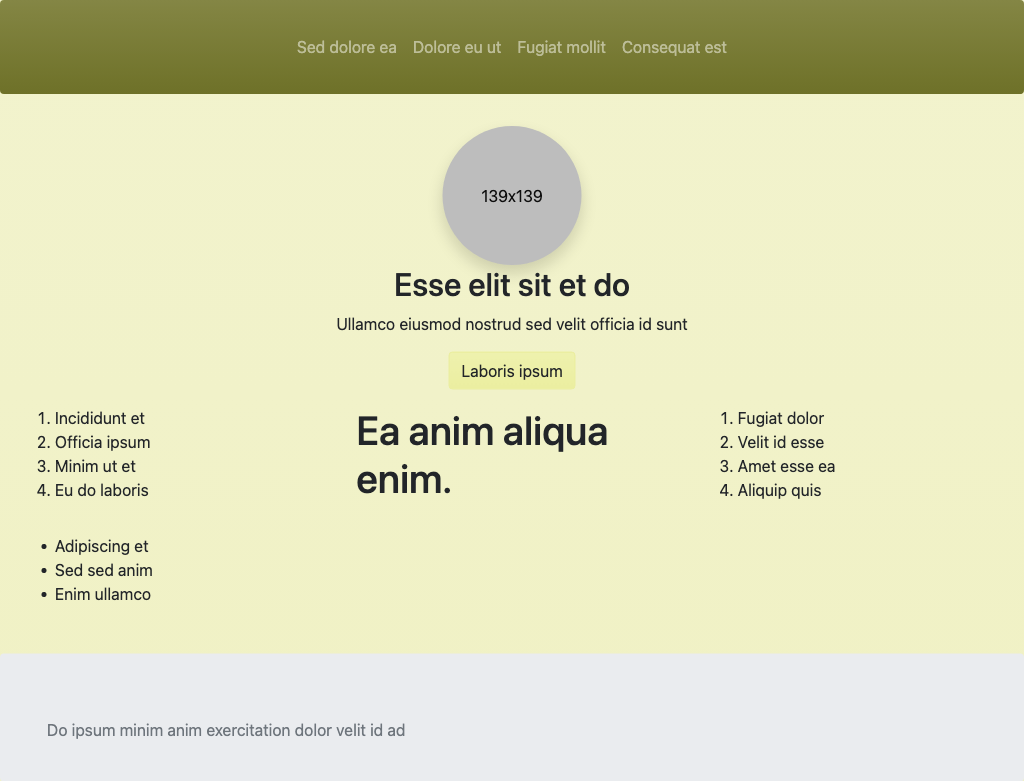 Sed dolore ea Dolore eu ut Fugiat mollit Consequat est
139x139
Esse elit sit et do
Ullamco eiusmod nostrud sed velit officia id sunt
Laboris ipsum
1. Incididunt et
2. Officia ipsum
3. Minim ut et
4. Eu do laboris
Ea anim aliqua
enim.
1. Fugiat dolor
2. Velit id esse
3. Amet esse ea
4. Aliquip quis
• Adipiscing et
• Sed sed anim
• Enim ullamco
Do ipsum minim anim exercitation dolor velit id ad